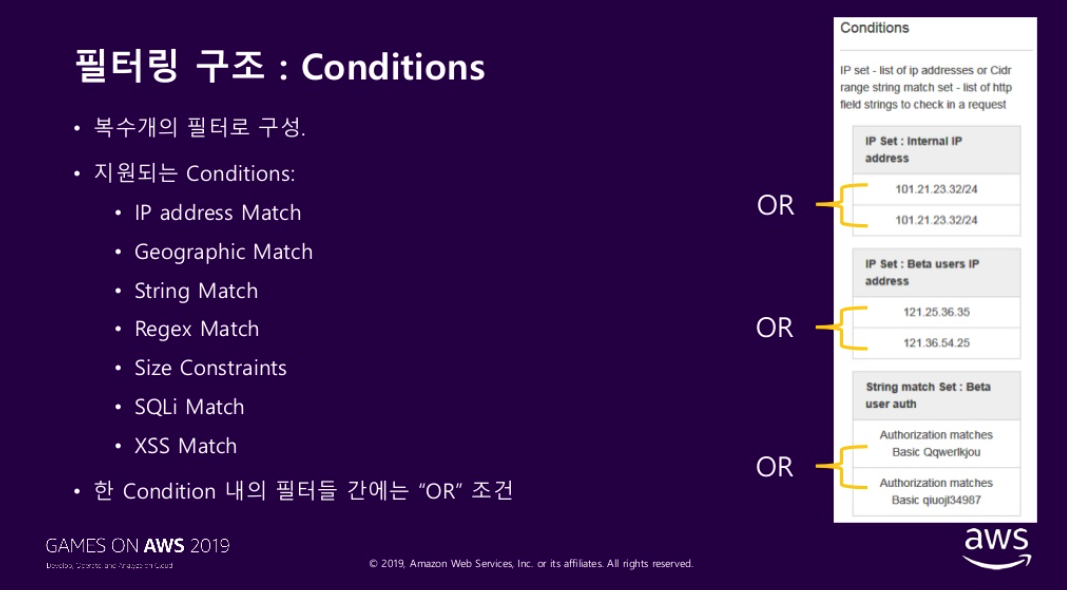 필터링 구조 : Conditions
• 복수개의 필터로 구성.
• 지원되는 Conditions:
• IP address Match
• Geographic Match
• String Match
• Regex Match
• Size Constraints
• SQLi Match
• XSS Match
• 한 Condition 내의 필터들 간에는 “OR” 조건
Conditions
IP set - list of ip addresses or Cidr
range string match set - list of http
field strings to check in a request
IP Set : Internal IP
address
OR
101.21.23.32/24
101.21.23.32/24
IP Set : Beta users IP
address
OR
121.25.36.35
121.36.54.25
String match Set : Beta
user auth
OR
Authorization matches
Basic Qqwerlkjou
Authorization matches
Basic qiuojl34987
GAMES ON AWS 2019
Develop, Operate and Analyze on Cloud
© 2019, Amazon Web Services, Inc. or its affiliates. All rights reserved.
aws